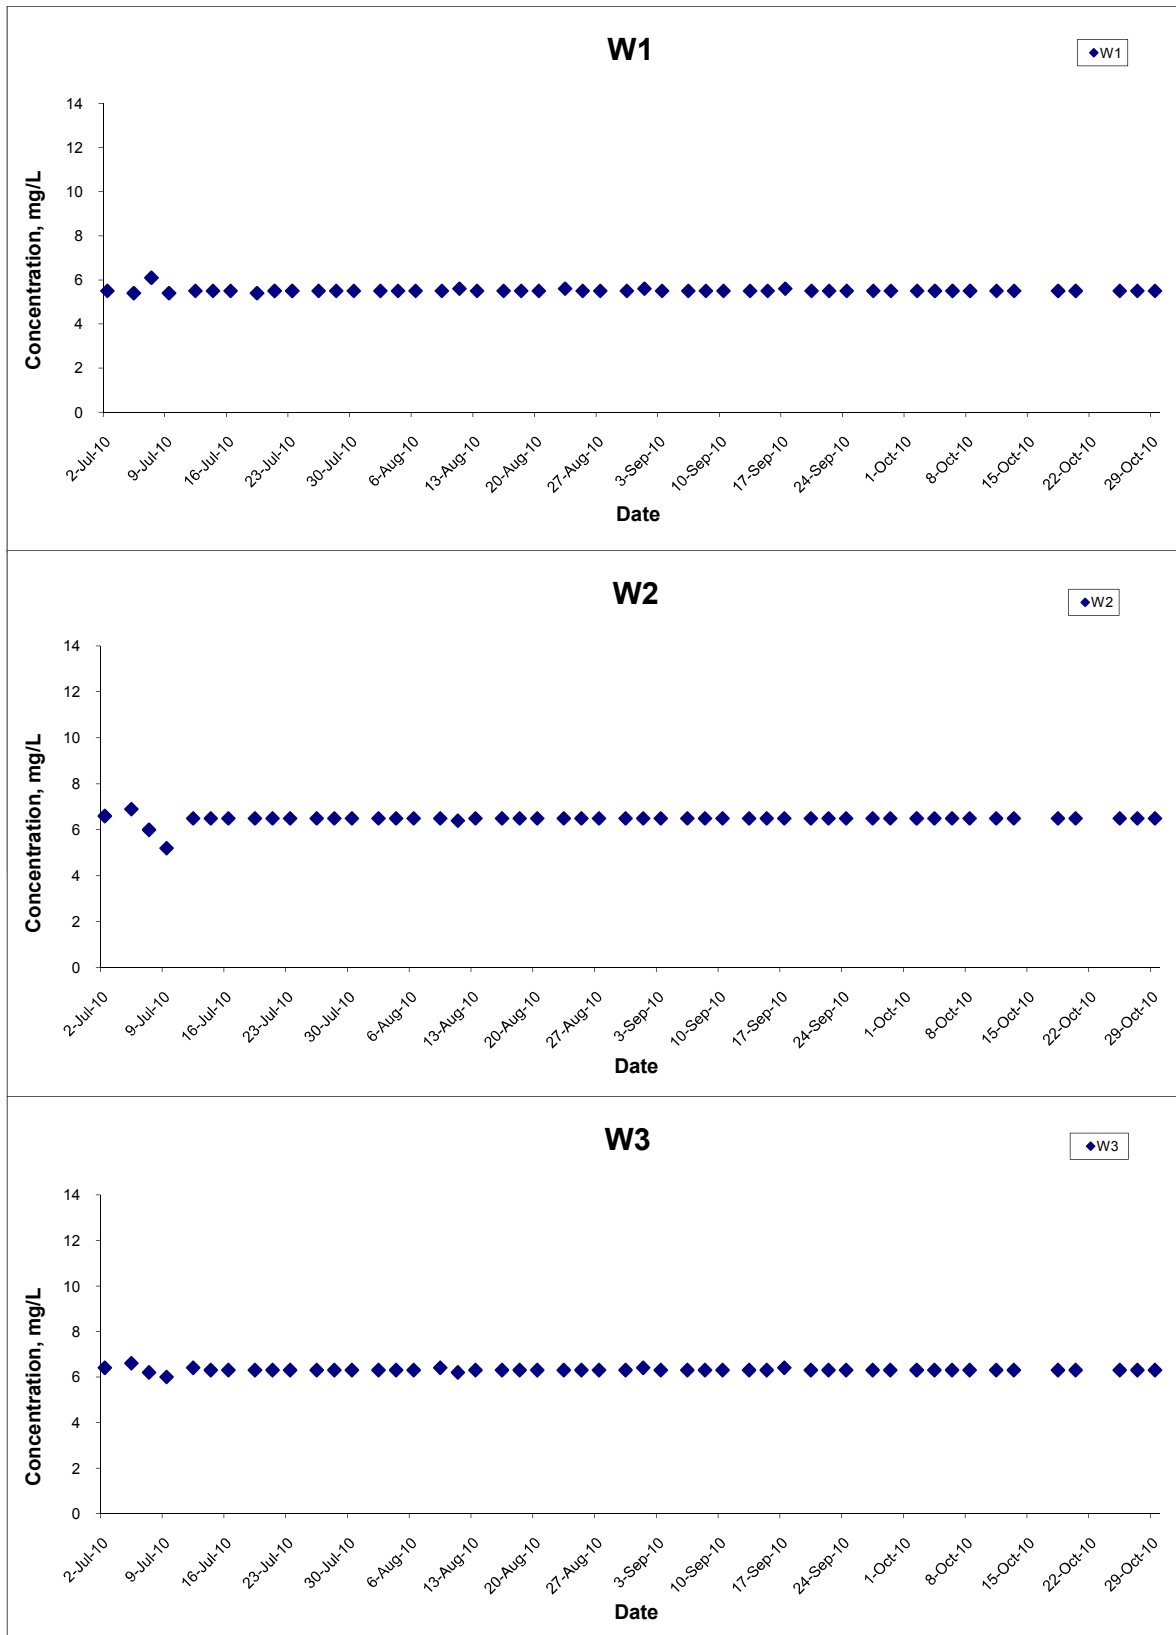 W1
W1
14
12
10
8
6
4
2
0
Concentration, mg/L
2-Jul-10
9-Jul-10
16-Jul-10
23-Jul-10
30-Jul-10
6-Aug-10
13-Aug-10
20-Aug-10
27-Aug-10
3-Sep-10
10-Sep-10
17-Sep-10
24-Sep-10
1-Oct-10
8-Oct-10
15-Oct-10
22-Oct-10
29-Oct-10
Date
W2
W2
14
12
10
8
6
4
2
0
Concentration, mg/L
2-Jul-10
9-Jul-10
16-Jul-10
23-Jul-10
30-Jul-10
6-Aug-10
13-Aug-10
20-Aug-10
27-Aug-10
3-Sep-10
10-Sep-10
17-Sep-10
24-Sep-10
1-Oct-10
8-Oct-10
15-Oct-10
22-Oct-10
29-Oct-10
Date
W3
W3
14
12
10
8
6
4
2
0
Concentration, mg/L
2-Jul-10
9-Jul-10
16-Jul-10
23-Jul-10
30-Jul-10
6-Aug-10
13-Aug-10
20-Aug-10
27-Aug-10
3-Sep-10
10-Sep-10
17-Sep-10
24-Sep-10
1-Oct-10
8-Oct-10
15-Oct-10
22-Oct-10
29-Oct-10
Date